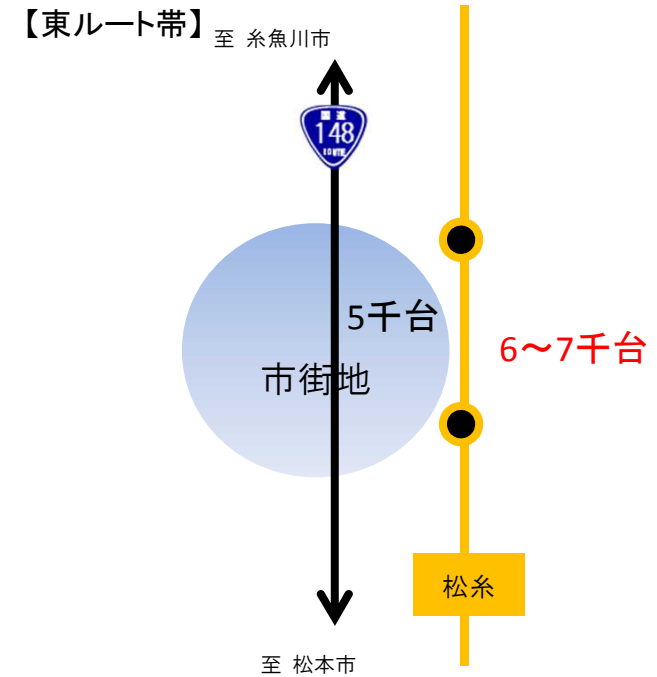 【東ルート帯】
至 糸魚川市
国道
148
ROUTE
5千台
6～7千台
市街地
松糸
至 松本市